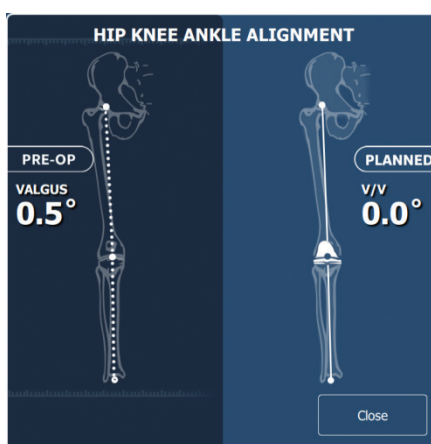 HIP KNEE ANKLE ALIGNMENT
PRE-OP
VALGUS
0.5°
PLANNED
V/V
0.0°
Close